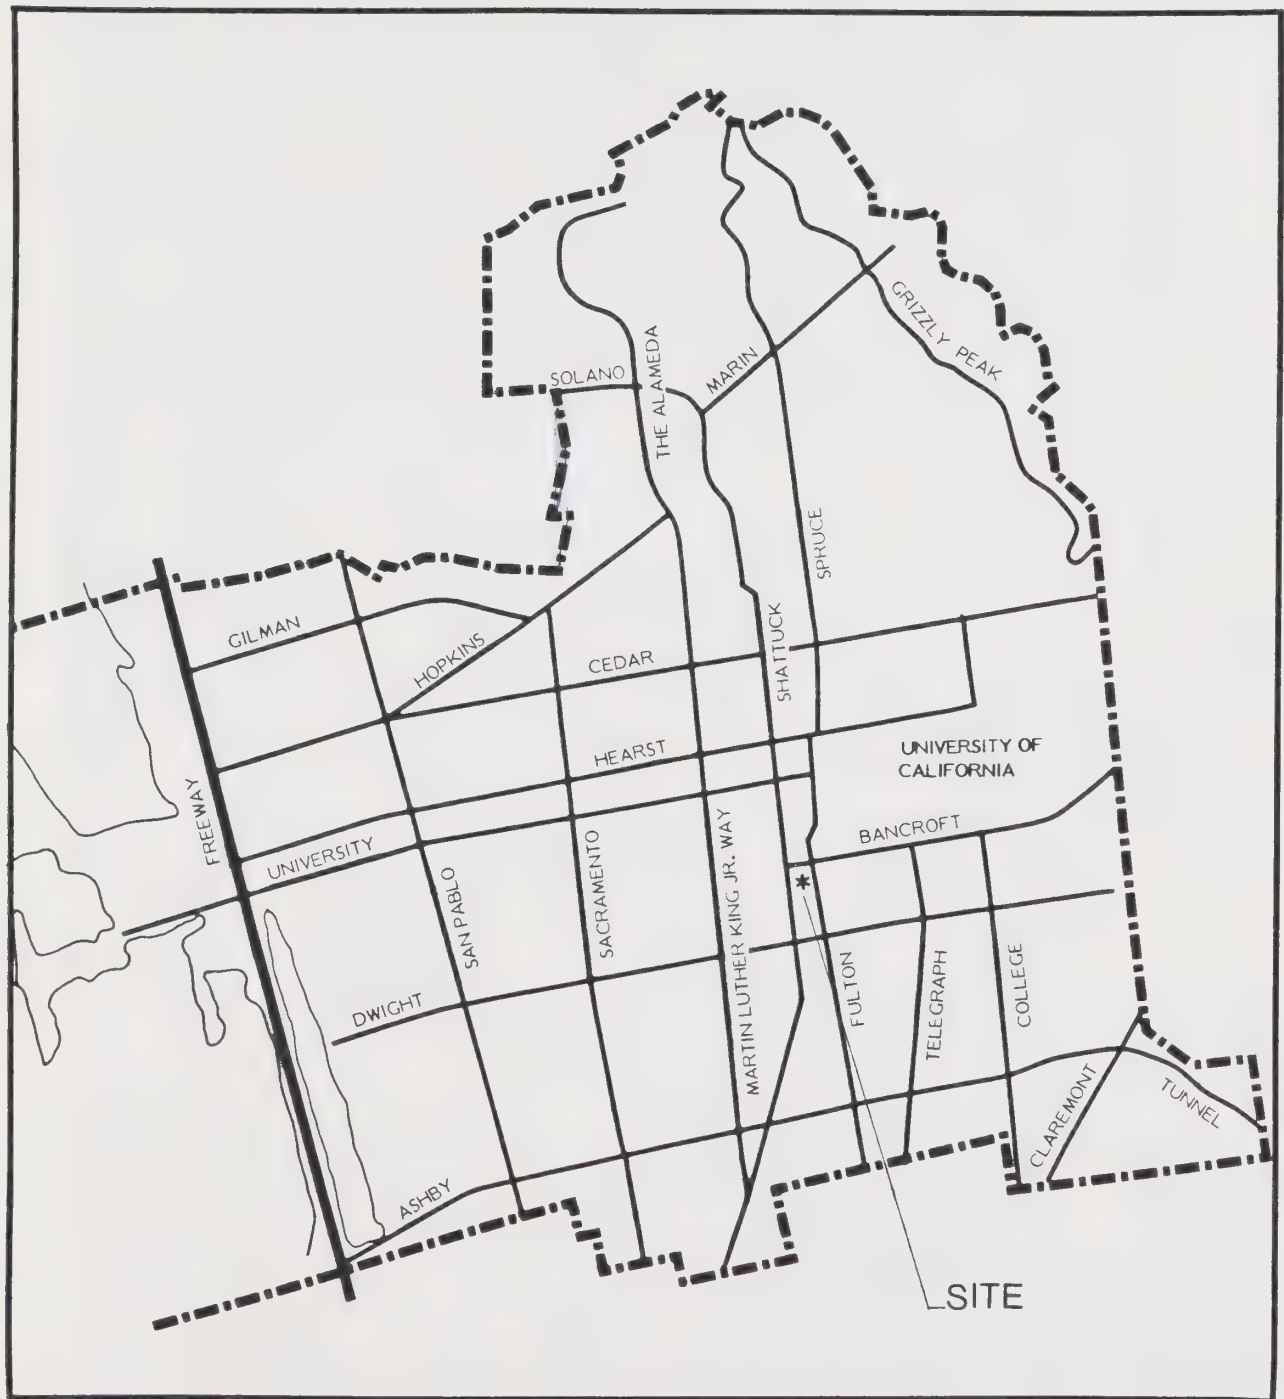 GRIZZLY PEAK
THE ALAMEDA
MARIN
SOLANO
SPRUCE
GILMAN
HOPKINS
CEDAR
SHATTUCK
HEARST
UNIVERSITY OF
CALIFORNIA
FREEWAY
UNIVERSITY
BANCROFT
SAN PABLO
SACRAMENTO
MARTIN LUTHER KING JR. WAY
*
DWIGHT
FULTON
TELEGRAPH
COLLEGE
CLAREMONT
TUNNEL
ASHBY
SITE